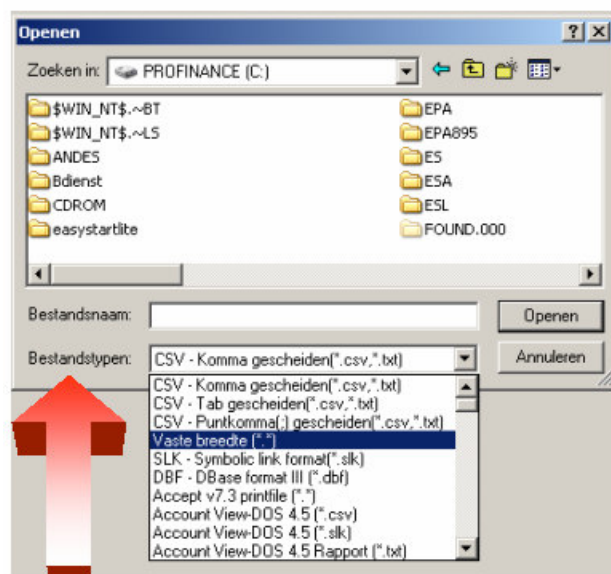 Openen
Zoeken in: PROFINANCE (C:)
$WIN_NT$.~BT
$WIN_NT$.~LS
ANDES
Bdienst
CDROM
easystartlite
EPA
EPA895
ES
ESA
ESL
FOUND.000
Bestandsnaam:
Openen
Bestandstypen: CSV - Komma gescheiden(*.csv,*.txt)
Annuleren
CSV - Komma gescheiden(*.csv,*.txt)
CSV - Tab gescheiden(*.csv,*.txt)
CSV - Puntkomma(;) gescheiden(*.csv,*.txt)
Vaste breedte (*.*)
SLK - Symbolic link format(*.slk)
DBF - DBase format III (*.dbf)
Accept v7.3 printfile (*.*)
Account View-DOS 4.5 (*.csv)
Account View-DOS 4.5 (*.slk)
Account View-DOS 4.5 Rapport (*.txt)